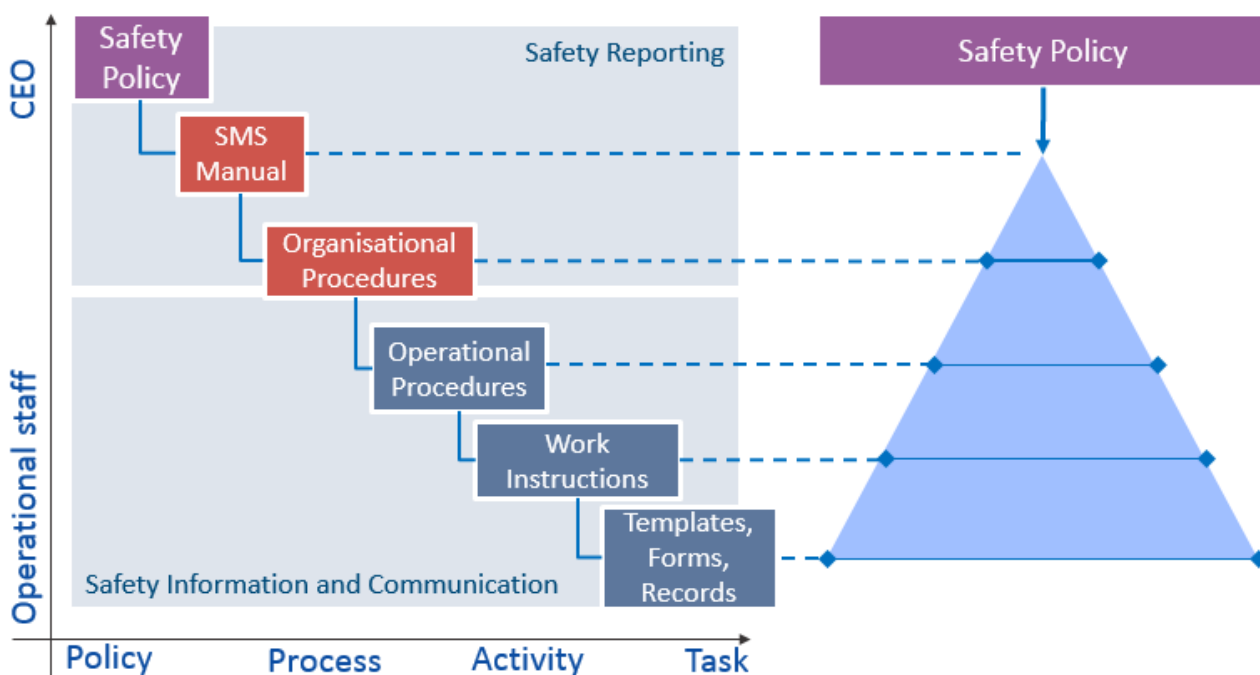 CEO
Operational staff
Safety
Policy
Safety Reporting
Safety Policy
SMS
Manual
Organisational
Procedures
Operational
Procedures
Work
Instructions
Templates,
Forms,
Records
Safety Information and Communication
Policy
Process
Activity
Task